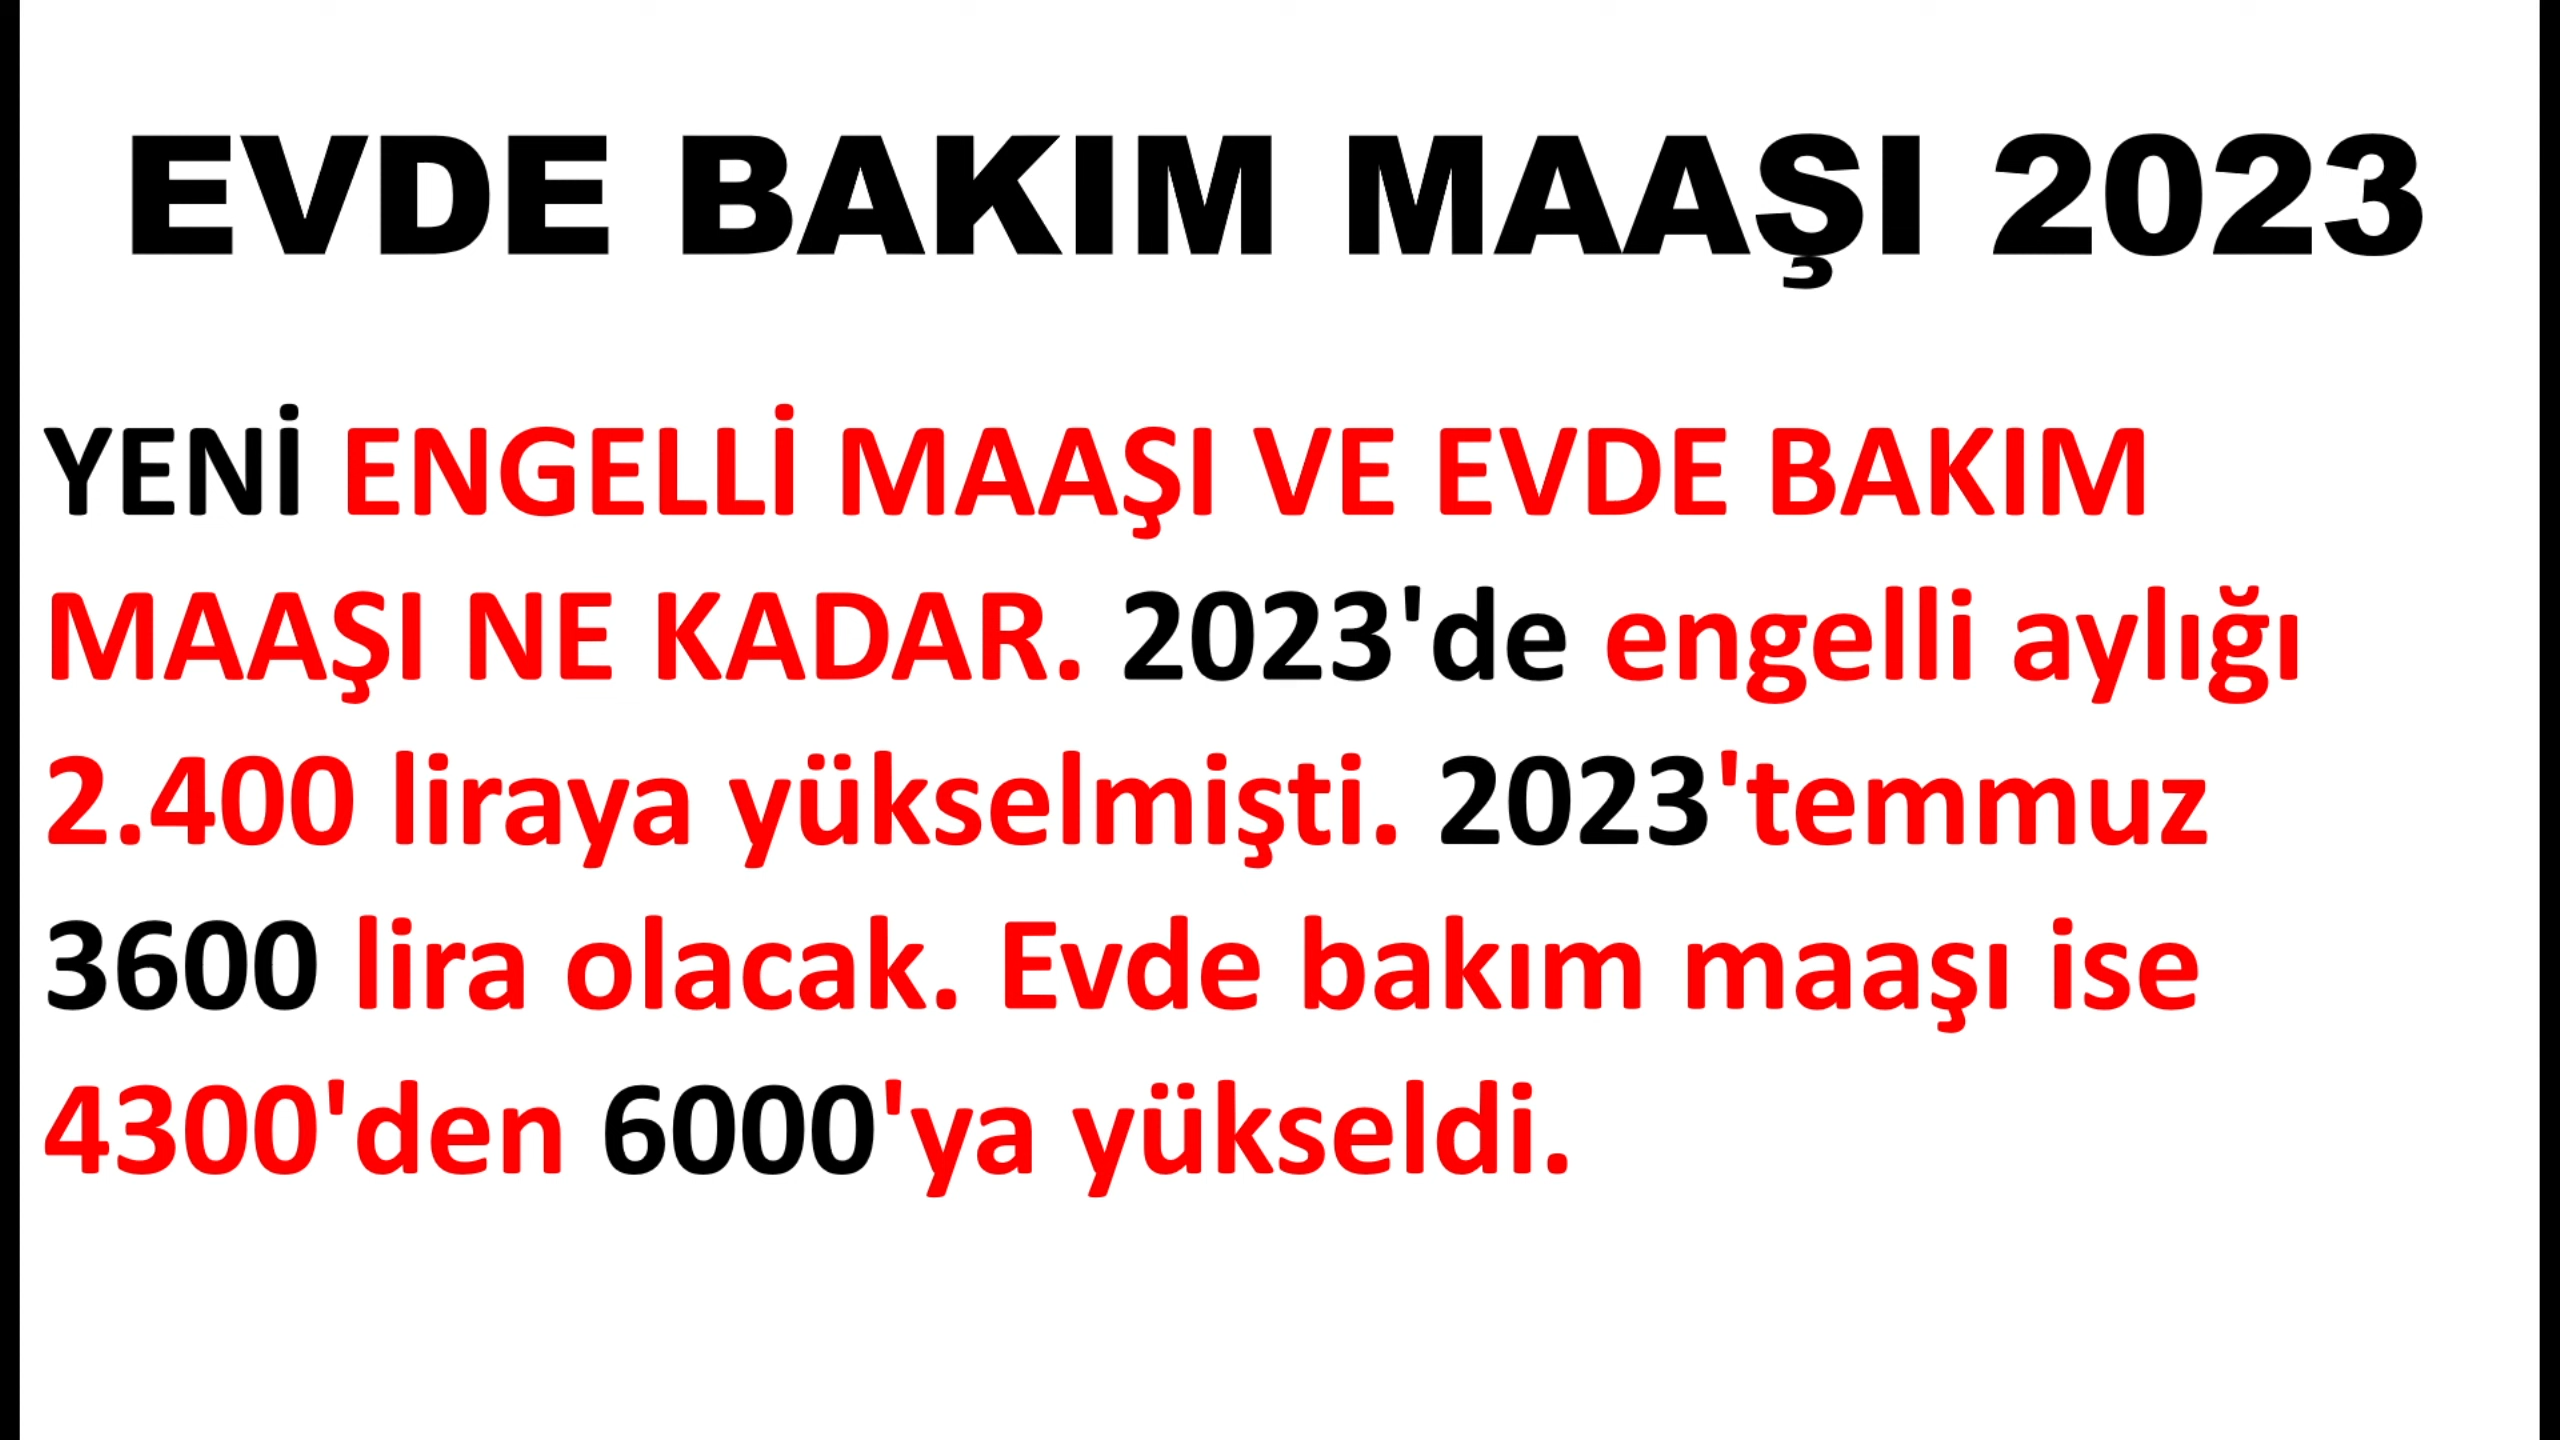 EVDE BAKIM MAAŞI 2023
YENİ ENGELLİ MAAŞI VE EVDE BAKIM
MAAŞI NE KADAR. 2023'de engelli aylığı
2.400 liraya yükselmişti. 2023'temmuz
3600 lira olacak. Evde bakım maaşı ise
4300'den 6000'ya yükseldi.